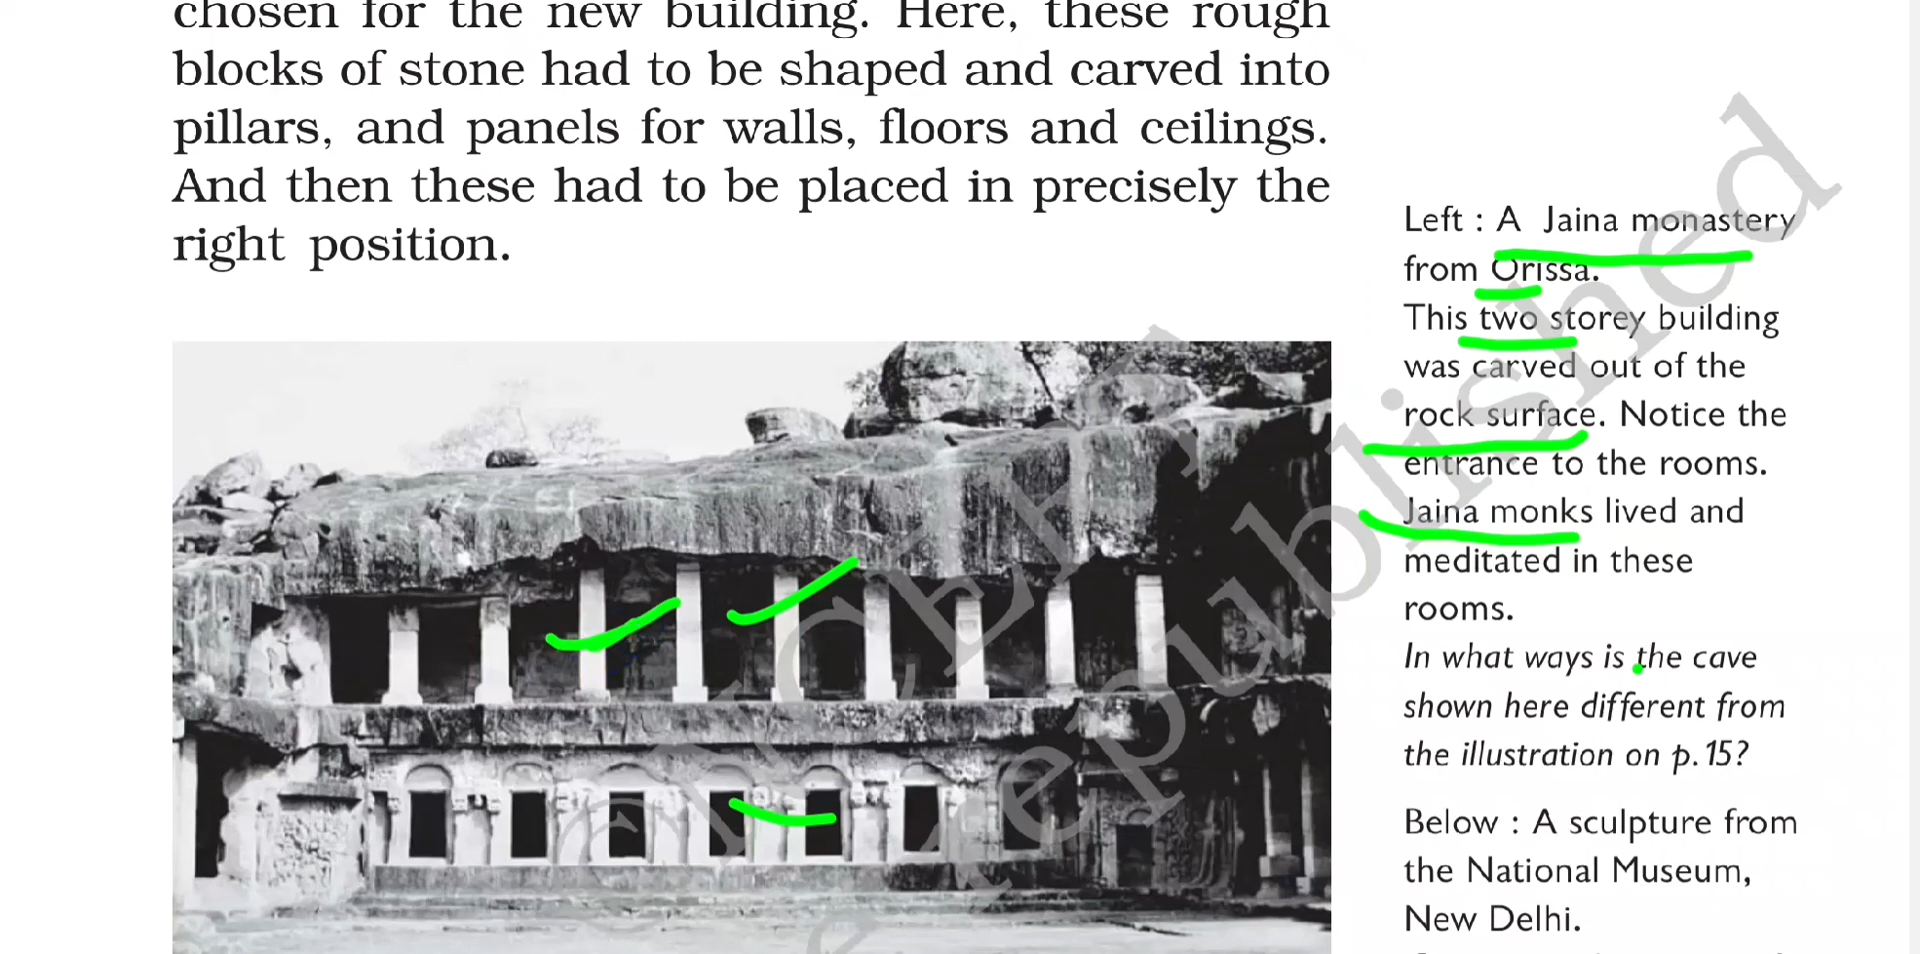 chosen for the new building. Here, these rough
blocks of stone had to be shaped and carved into
pillars, and panels for walls, floors and ceilings.
And then these had to be placed in precisely the
right position.
Left : A Jaina monastery
from Orissa.
This two storey building
was carved out of the
rock surface. Notice the
entrance to the rooms.
Jaina monks lived and
meditated in these
rooms.
In what ways is the cave
shown here different from
the illustration on p.15?
Below : A sculpture from
the National Museum,
New Delhi.
© NCERT
republished